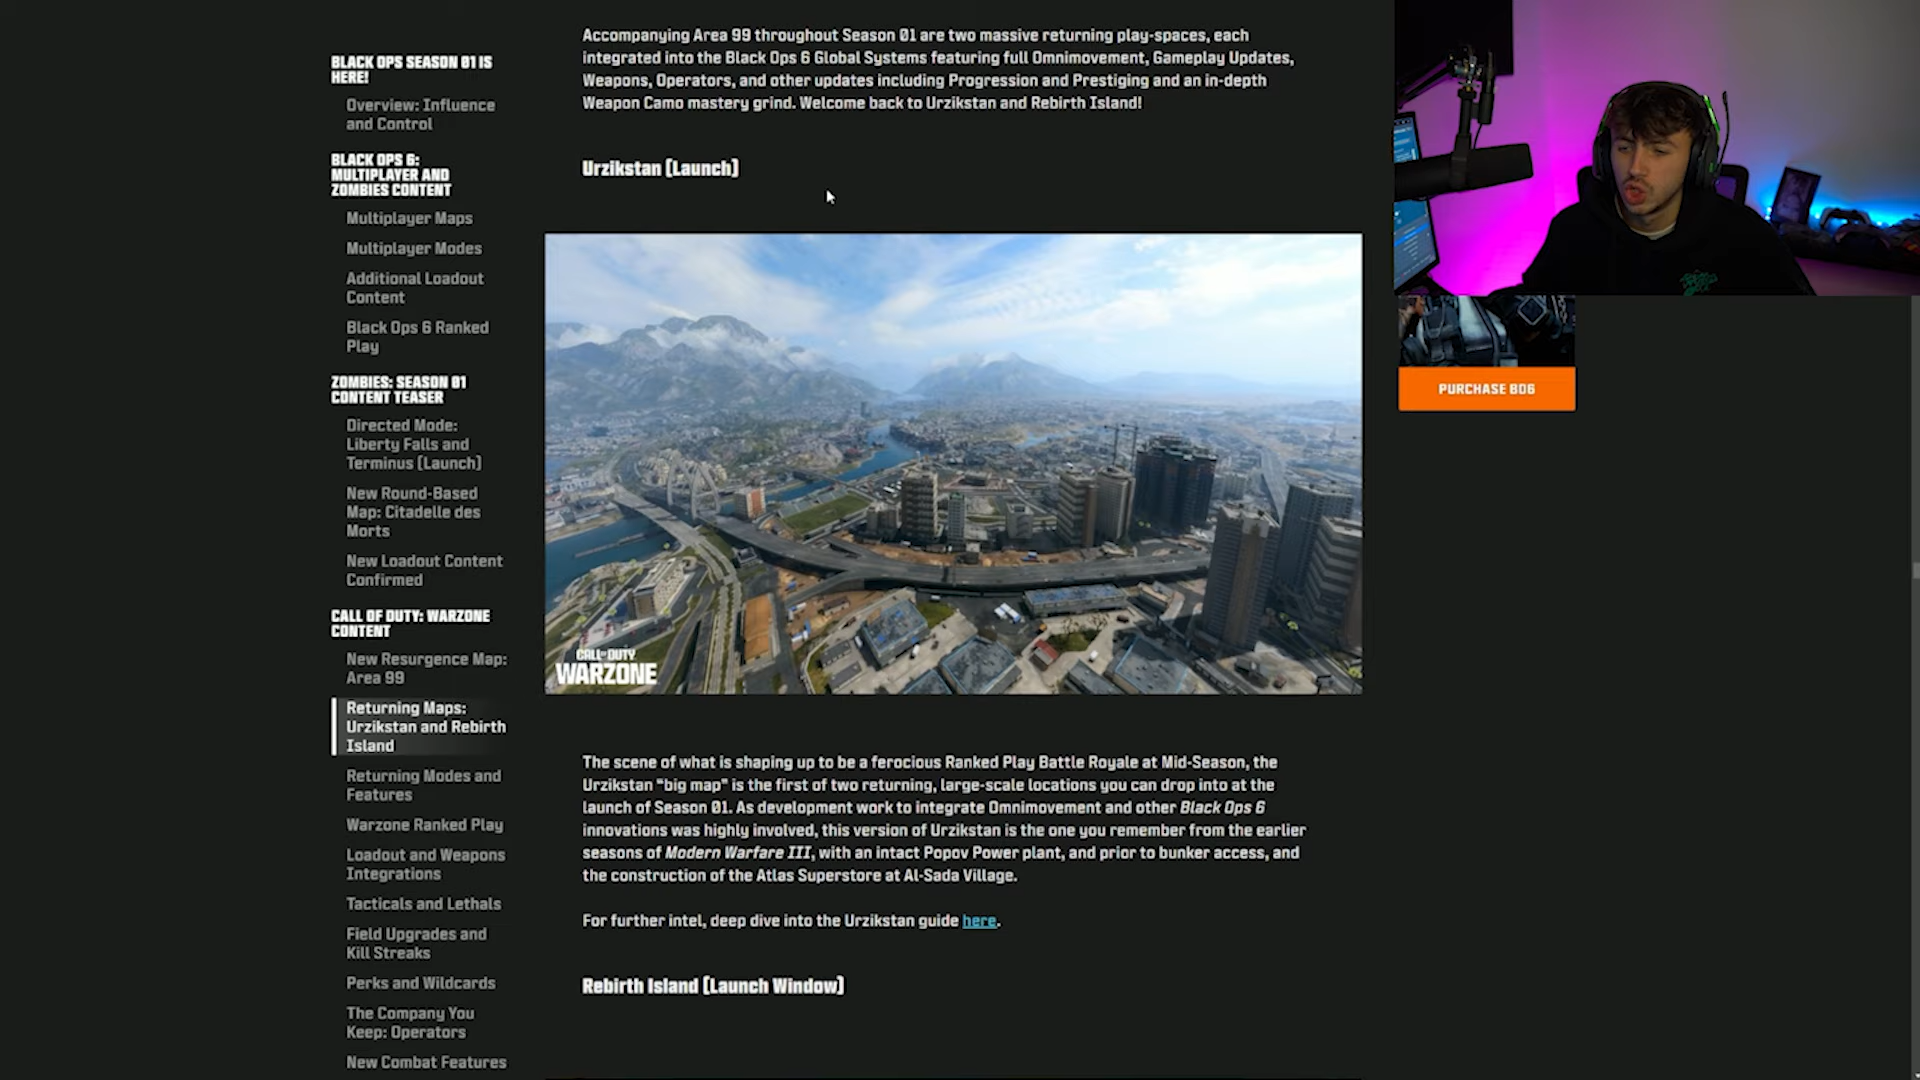 BLACK OPS SEASON 01 IS
HERE!
Overview: Influence
and Control
BLACK OPS 6:
MULTIPLAYER AND
ZOMBIES CONTENT
Multiplayer Maps
Multiplayer Modes
Additional Loadout
Content
Black Ops 6 Ranked
Play
ZOMBIES: SEASON 01
CONTENT TEASER
Directed Mode:
Liberty Falls and
Terminus (Launch)
New Round-Based
Map: Citadelle des
Morts
New Loadout Content
Confirmed
CALL OF DUTY: WARZONE
CONTENT
New Resurgence Map:
Area 99
Returning Maps:
Urzikstan and Rebirth
Island
Returning Modes and
Features
Warzone Ranked Play
Loadout and Weapons
Integrations
Tacticals and Lethals
Field Upgrades and
Kill Streaks
Perks and Wildcards
The Company You
Keep: Operators
New Combat Features
Accompanying Area 99 throughout Season 01 are two massive returning play-spaces, each
integrated into the Black Ops 6 Global Systems featuring full Omnimovement, Gameplay Updates,
Weapons, Operators, and other updates including Progression and Prestiging and an in-depth
Weapon Camo mastery grind. Welcome back to Urzikstan and Rebirth Island!
Urzikstan (Launch)
CALL OF DUTY
WARZONE
The scene of what is shaping up to be a ferocious Ranked Play Battle Royale at Mid-Season, the
Urzikstan “big map” is the first of two returning, large-scale locations you can drop into at the
launch of Season 01. As development work to integrate Omnimovement and other Black Ops 6
innovations was highly involved, this version of Urzikstan is the one you remember from the earlier
seasons of Modern Warfare III, with an intact Popov Power plant, and prior to bunker access, and
the construction of the Atlas Superstore at Al-Sada Village.
For further intel, deep dive into the Urzikstan guide here.
Rebirth Island (Launch Window)
PURCHASE BO6